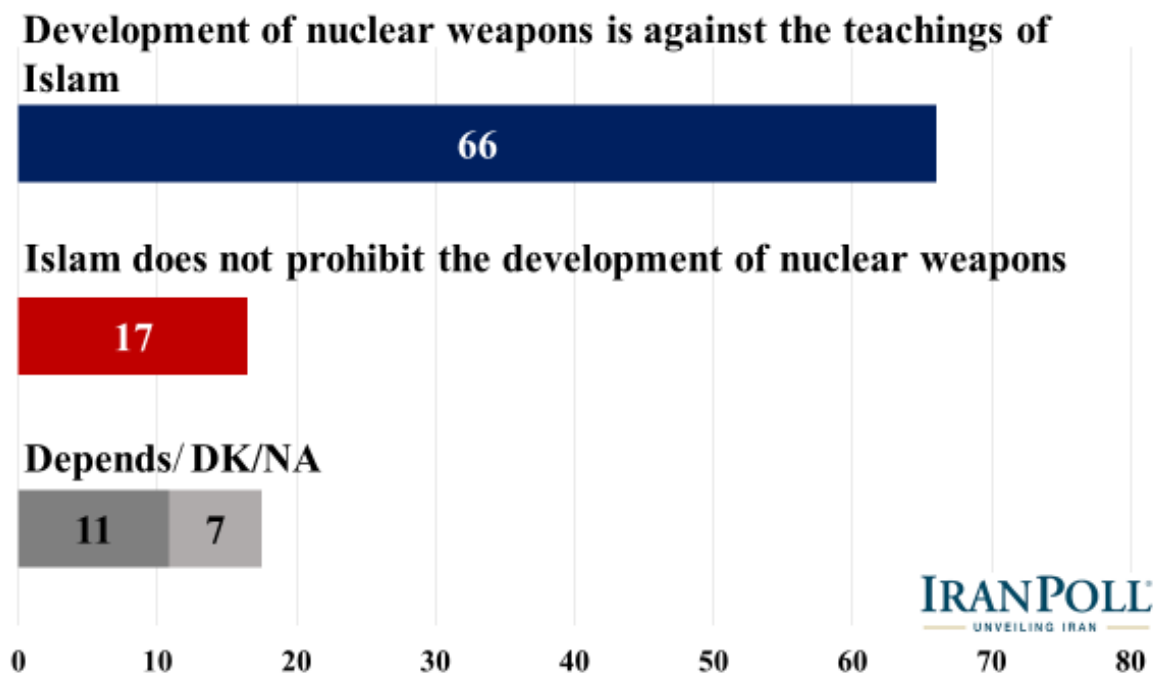 Development of nuclear weapons is against the teachings of
Islam
66
Islam does not prohibit the development of nuclear weapons
17
Depends/ DK/NA
11 7
IRANPOLL®
UNVEILING IRAN
0 10 20 30 40 50 60 70 80